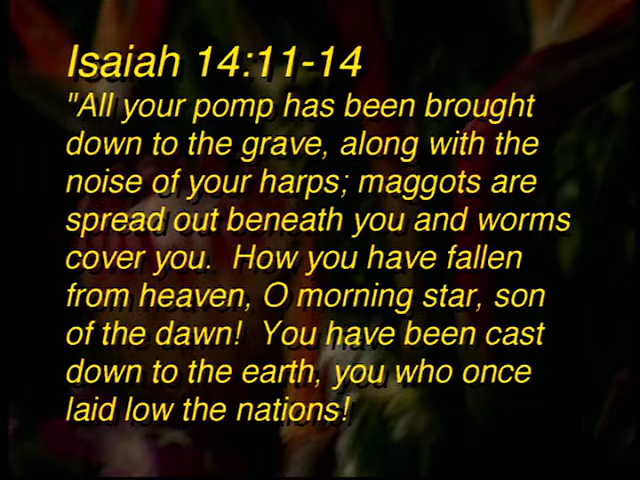 Isaiah 14:11-14
"All your pomp has been brought
down to the grave, along with the
noise of your harps; maggots are
spread out beneath you and worms
cover you.  How you have fallen
from heaven, O morning star, son
of the dawn!  You have been cast
down to the earth, you who once
laid low the nations!